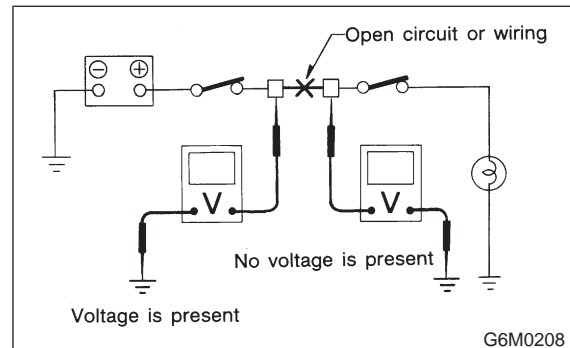 Open circuit or wiring
⊖ ⊕
V
V
No voltage is present
Voltage is present
G6M0208